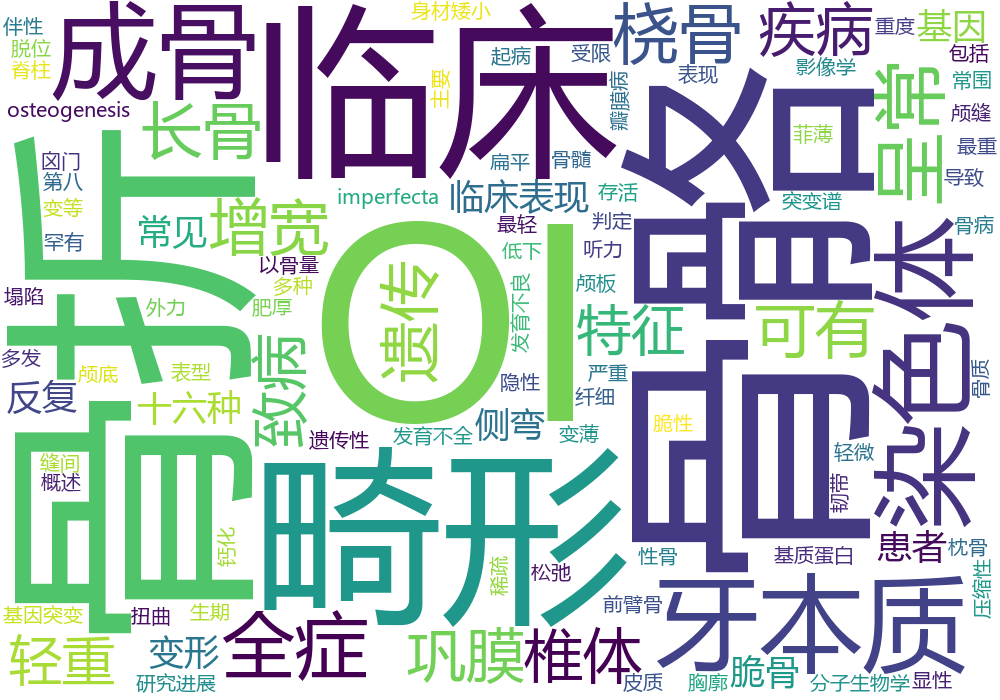 伴性
脱位
脊柱
成骨
临床
身材矮小
主要
起病
受限
桡骨
表现
瓣膜病
疾病
影像学
重度
基因
包括
常围
颅缝
最重
导致
osteogenesis
长骨
囟门
第八
变等
罕有
骨折
常见
增宽
imperfecta
扁平
骨髓
临床表现
存活
最轻
判定
低下
听力
骨骼
菲薄
突变谱
异常
呈
骨病
以骨量
多种
塌陷
外力
肥厚
OI
遗传
发育不良
颅板
特征
可有
染色体
多发
颅底
表型
致病
隐性
严重
纤细
骨质
反复
十六种
遗传性
发育不全
侧弯
变薄
脆性
轻微
缝间
概述
钙化
畸形
稀疏
松弛
韧带
性骨
基质蛋白
患者
枕骨
压缩性
基因突变
扭曲
生期
前臂骨
牙本质
轻重
变形
研究进展
全症
巩膜
椎体
皮质
胸廓
脆骨
分子生物学
显性